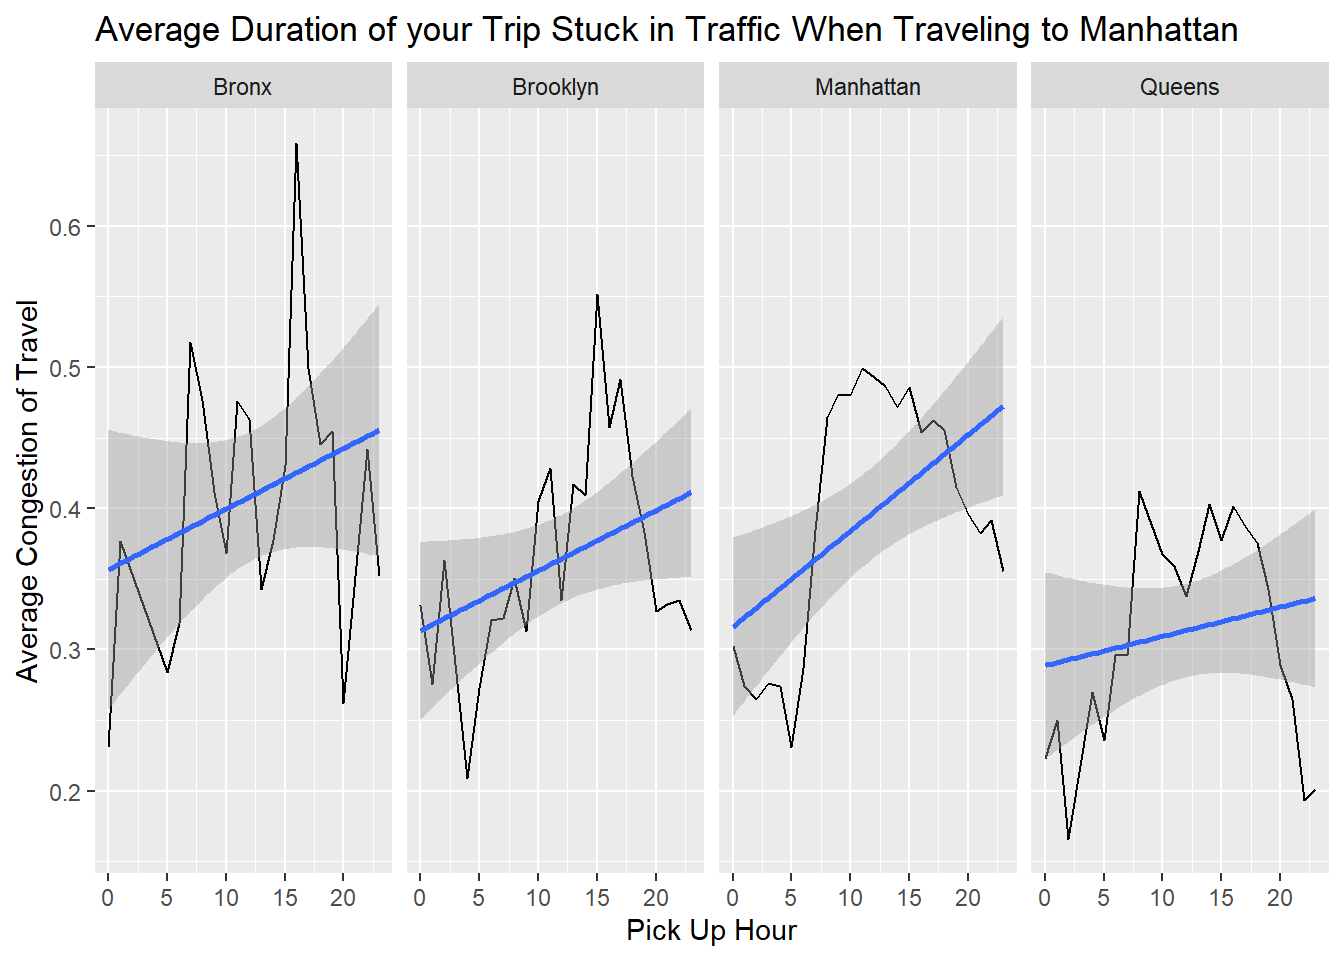 Average Duration of your Trip Stuck in Traffic When Traveling to Manhattan
Bronx
Brooklyn
Manhattan
Queens
Average Congestion of Travel
0.6
0.5
0.4
0.3
0.2
0 5 10 15 20
0 5 10 15 20
0 5 10 15 20
0 5 10 15 20
Pick Up Hour